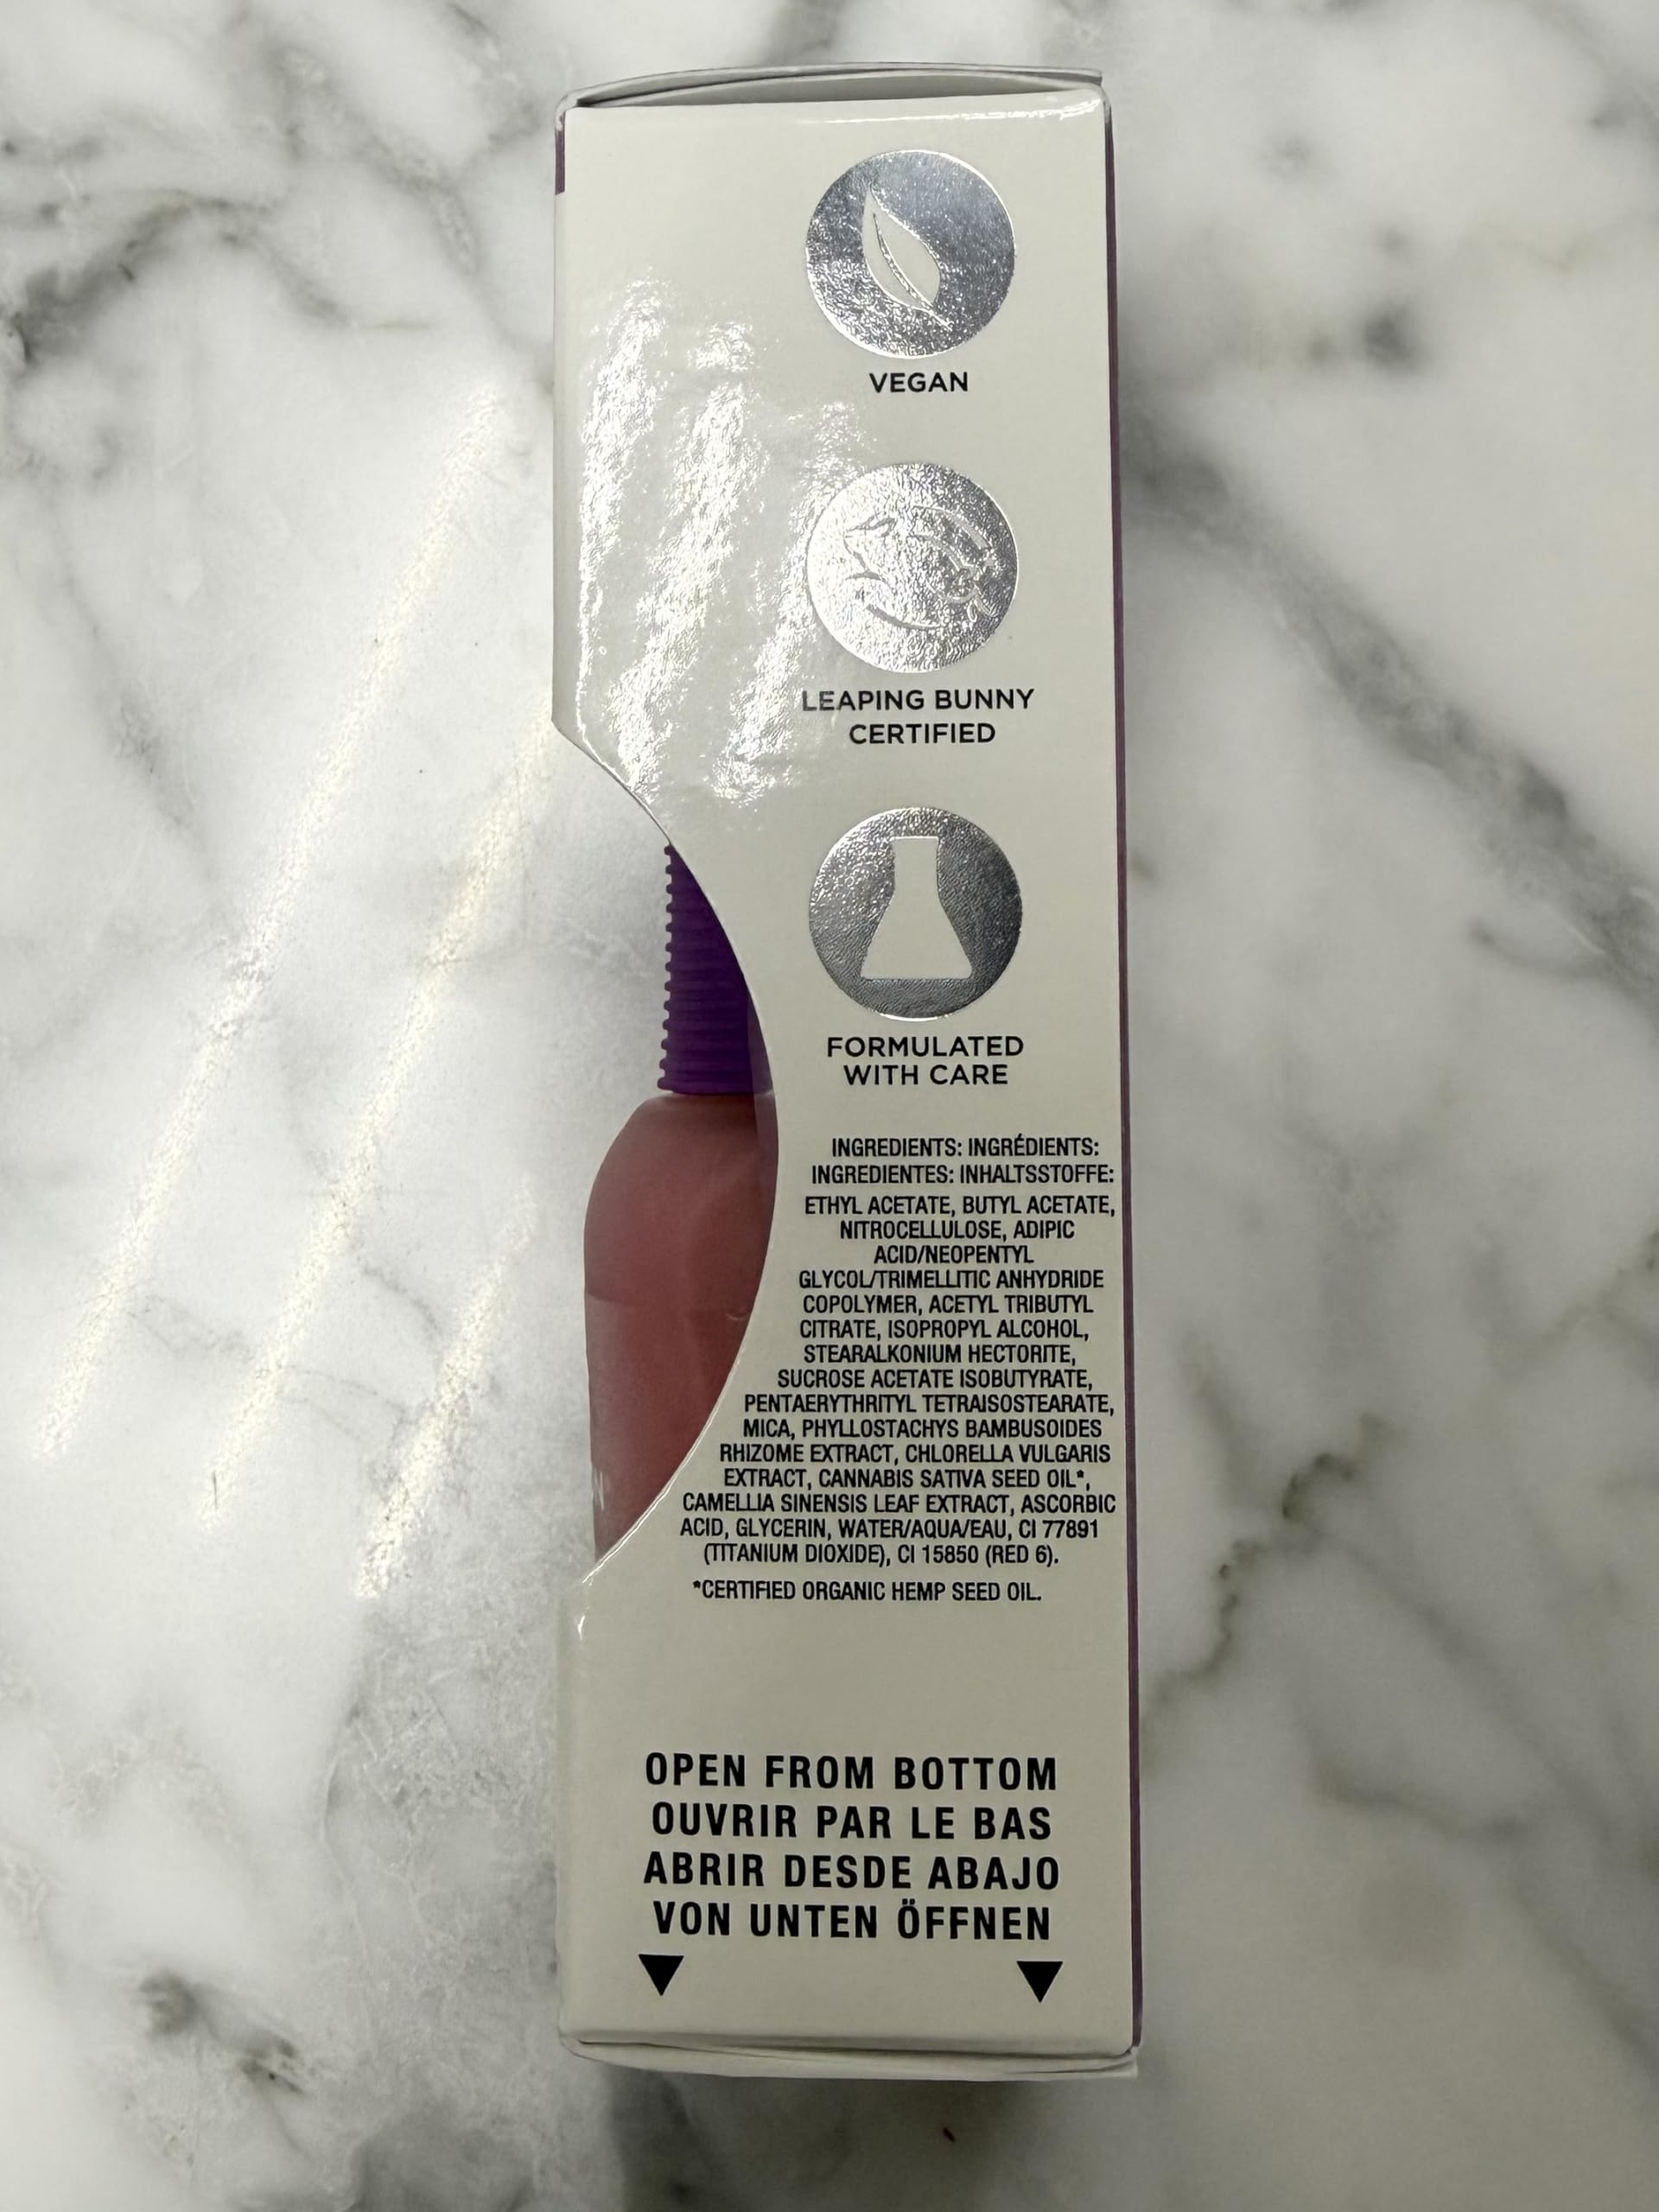 VEGAN
LEAPING BUNNY
CERTIFIED
FORMULATED
WITH CARE
INGREDIENTS: INGRÉDIENTS:
INGREDIENTES: INHALTSSTOFFE:
ETHYL ACETATE, BUTYL ACETATE,
NITROCELLULOSE, ADIPIC
ACID/NEOPENTYL
GLYCOL/TRIMELLITIC ANHYDRIDE
COPOLYMER, ACETYL TRIBUTYL
CITRATE, ISOPROPYL ALCOHOL,
STEARALKONIUM HECTORITE,
SUCROSE ACETATE ISOBUTYRATE,
PENTAERYTHRITYL TETRAISOSTEARATE,
MICA, PHYLLOSTACHYS BAMBUSOIDES
RHIZOME EXTRACT, CHLORELLA VULGARIS
EXTRACT, CANNABIS SATIVA SEED OIL*,
CAMELLIA SINENSIS LEAF EXTRACT, ASCORBIC
ACID, GLYCERIN, WATER/AQUA/EAU, CI 77891
(TITANIUM DIOXIDE), CI 15850 (RED 6).
*CERTIFIED ORGANIC HEMP SEED OIL.
OPEN FROM BOTTOM
OUVRIR PAR LE BAS
ABRIR DESDE ABAJO
VON UNTEN ÖFFNEN